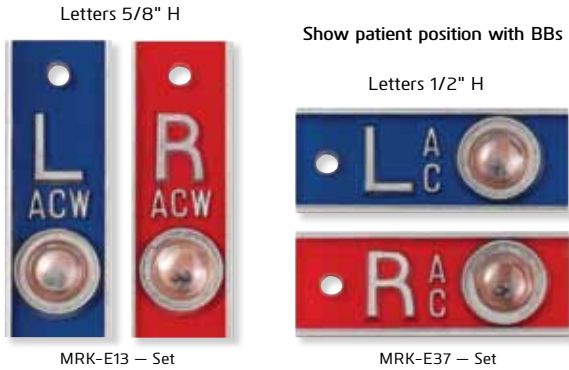 Letters 5/8" H
L
ACW
R
ACW
MRK-E13 — Set
Show patient position with BBs
Letters 1/2" H
L
A
C
R
A
C
MRK-E37 — Set